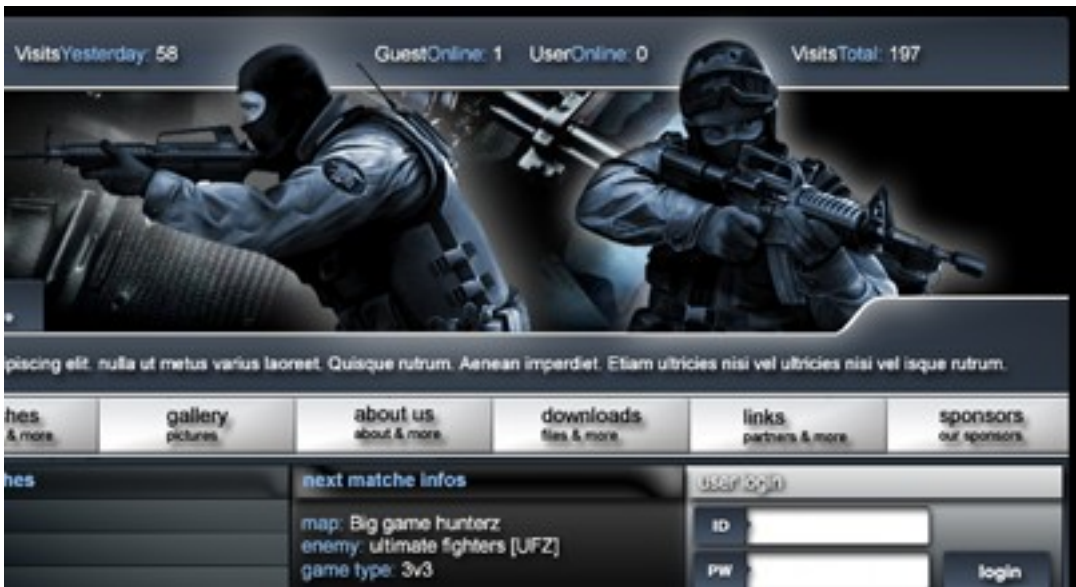 VisitsYesterday: 58 GuestOnline: 1 UserOnline: 0 VisitsTotal: 197
piscing elit. nulla ut metus varius laoreet. Quisque rutrum. Aenean imperdiet. Etiam ultricies nisi vel ultricies nisi vel isque rutrum.
hes gallery about us downloads links sponsors
& more pictures about & more files & more partners & more our sponsors
hes next matche infos user login
map: Big game hunterz
ID
enemy: ultimate fighters [UFZ]
game type: 3v3
PW login